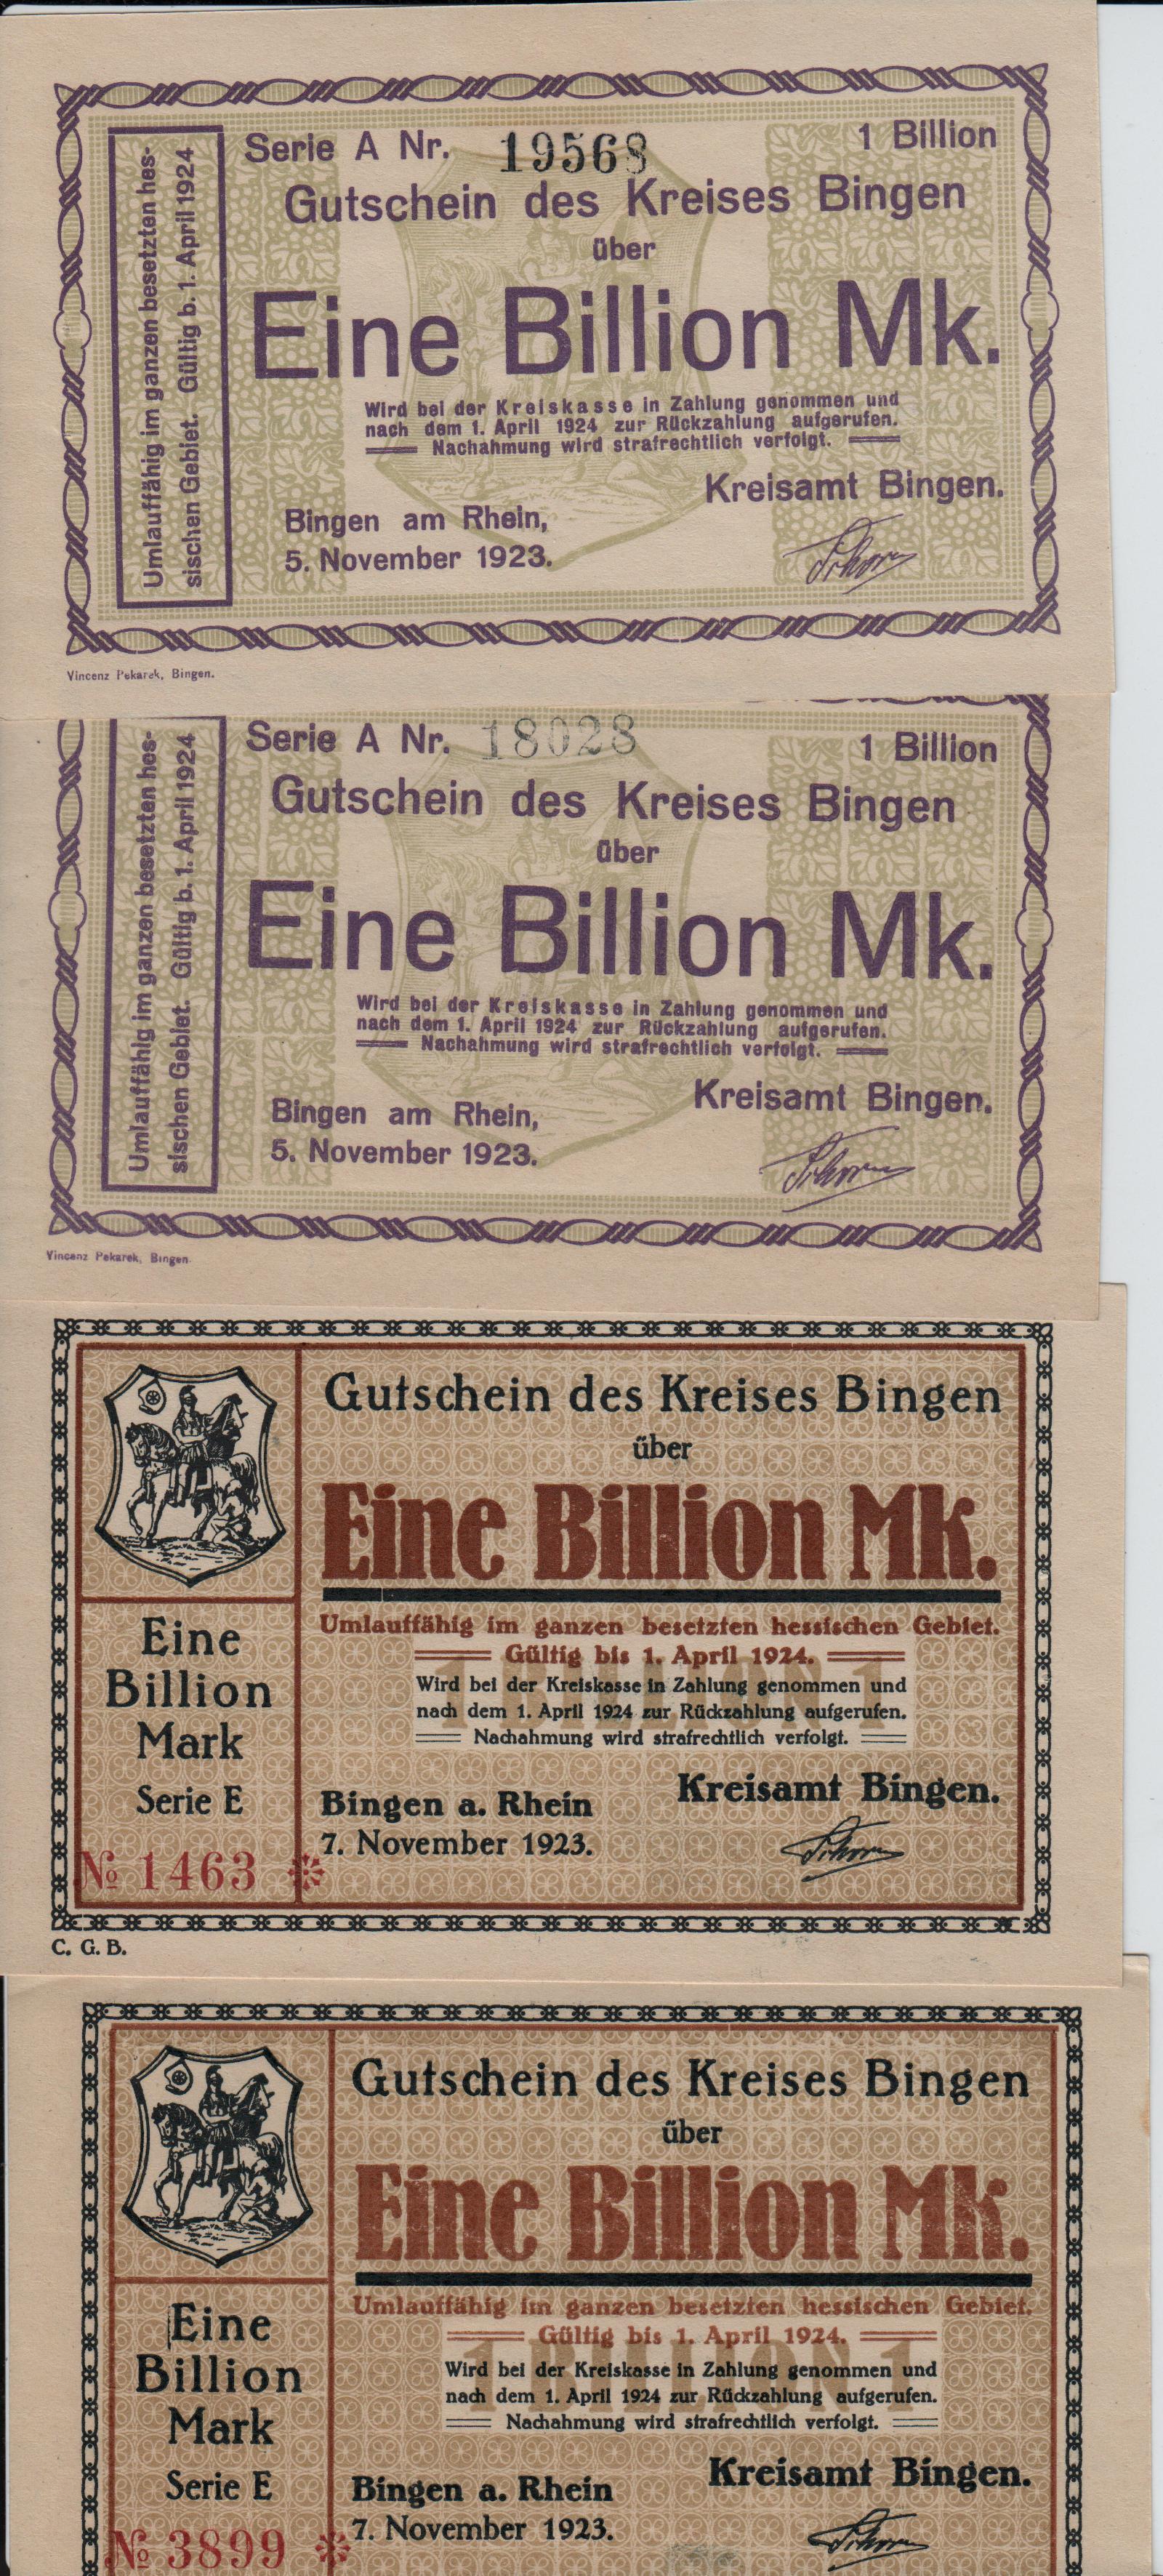 Serie A Nr. 19568
1 Billion
Gutschein des Kreises Bingen
über
Eine Billion Mk.
Wird bei der Kreiskasse in Zahlung genommen und
nach dem 1. April 1924 zur Rückzahlung aufgerufen.
Nachahmung wird strafrechtlich verfolgt.
Kreisamt Bingen.
Bingen am Rhein,
5. November 1923.
Umlauffähig im ganzen besetzten hes-
sischen Gebiet. Gültig b. 1. April 1924
Vincenz Pekarek, Bingen.
Serie A Nr. 18028
1 Billion
Gutschein des Kreises Bingen
über
Eine Billion Mk.
Wird bei der Kreiskasse in Zahlung genommen und
nach dem 1. April 1924 zur Rückzahlung aufgerufen.
Nachahmung wird strafrechtlich verfolgt.
Kreisamt Bingen.
Bingen am Rhein,
5. November 1923.
Umlauffähig im ganzen besetzten hes-
sischen Gebiet. Gültig b. 1. April 1924
Vincenz Pekarek, Bingen.
Gutschein des Kreises Bingen
über
Eine Billion Mk.
Umlauffähig im ganzen besetzten hessischen Gebiet.
Gültig bis 1. April 1924.
1 BILLION 1
Wird bei der Kreiskasse in Zahlung genommen und
nach dem 1. April 1924 zur Rückzahlung aufgerufen.
Nachahmung wird strafrechtlich verfolgt.
Kreisamt Bingen.
Bingen a. Rhein
7. November 1923.
Eine
Billion
Mark
Serie E
№ 1463 *
C. G. B.
Gutschein des Kreises Bingen
über
Eine Billion Mk.
Umlauffähig im ganzen besetzten hessischen Gebiet.
Gültig bis 1. April 1924.
1 BILLION 1
Wird bei der Kreiskasse in Zahlung genommen und
nach dem 1. April 1924 zur Rückzahlung aufgerufen.
Nachahmung wird strafrechtlich verfolgt.
Kreisamt Bingen.
Bingen a. Rhein
7. November 1923.
Eine
Billion
Mark
Serie E
№ 3899 *